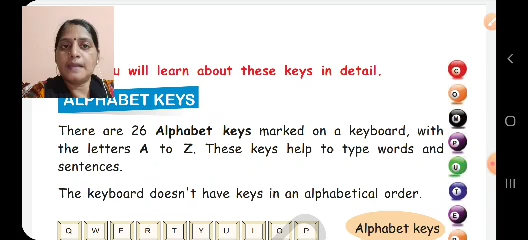 u will learn about these keys in detail.
ALPHABET KEYS
There are 26 Alphabet keys marked on a keyboard, with
the letters A to Z. These keys help to type words and
sentences.
The keyboard doesn't have keys in an alphabetical order.
Q W E R T Y U I O P
Alphabet keys
C
O
M
P
U
T
E
R